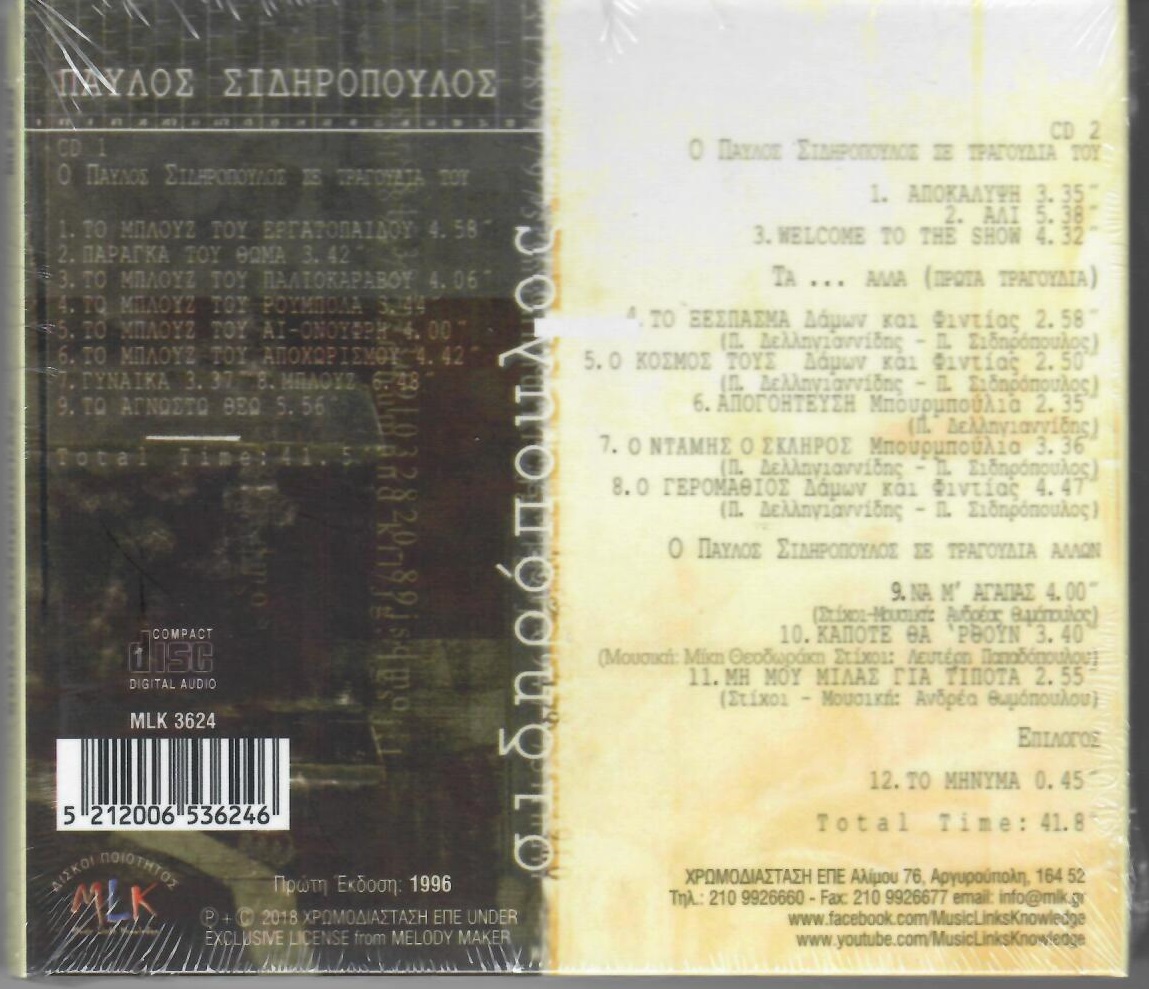 ΠΑΥΛΟΣ ΣΙΔΗΡΟΠΟΥΛΟΣ
CD 1
Ο ΠΑΥΛΟΣ ΣΙΔΗΡΟΠΟΥΛΟΣ ΣΕ ΤΡΑΓΟΥΔΙΑ ΤΟΥ
1. ΤΟ ΜΠΛΟΥΖ ΤΟΥ ΕΡΓΑΤΟΠΑΙΔΟΥ 4.58"
2. ΠΑΡΑΓΚΑ ΤΟΥ ΘΩΜΑ 3.42"
3. ΤΟ ΜΠΛΟΥΖ ΤΟΥ ΠΑΛΙΟΚΑΡΑΒΟΥ 4.06"
4. ΤΟ ΜΠΛΟΥΖ ΤΟΥ ΡΟΥΜΠΟΛΑ 5.44"
5. ΤΟ ΜΠΛΟΥΖ ΤΟΥ ΑΙ-ΟΝΟΥΦΡΗ 4.00"
6. ΤΟ ΜΠΛΟΥΖ ΤΟΥ ΑΠΟΧΩΡΙΣΜΟΥ 4.42"
7. ΓΥΝΑΙΚΑ 3.37" 8. ΜΠΛΟΥΖ 6.48"
9. ΤΩ ΑΓΝΩΣΤΩ ΘΕΩ 5.56"
Total Time: 41.5
COMPACT
disc
DIGITAL AUDIO
MLK 3624
5 212006 536246
ΔΙΣΚΟΙ ΠΟΙΟΤΗΤΟΣ
MLK
Πρώτη Έκδοση: 1996
Ⓟ + © 2018 ΧΡΩΜΟΔΙΑΣΤΑΣΗ ΕΠΕ UNDER
EXCLUSIVE LICENSE from MELODY MAKER
σιδηρόπουλος
CD 2
Ο ΠΑΥΛΟΣ ΣΙΔΗΡΟΠΟΥΛΟΣ ΣΕ ΤΡΑΓΟΥΔΙΑ ΤΟΥ
1. ΑΠΟΚΑΛΥΨΗ 3.35"
2. ΑΛΙ 5.38"
3. WELCOME TO THE SHOW 4.32"
ΤΑ ... ΑΛΛΑ (ΠΡΩΤΑ ΤΡΑΓΟΥΔΙΑ)
4. ΤΟ ΞΕΣΠΑΣΜΑ Δάμων και Φιντίας 2.58"
(Π. Δελληγιαννίδης - Π. Σιδηρόπουλος)
5. Ο ΚΟΣΜΟΣ ΤΟΥΣ Δάμων και Φιντίας 2.50"
(Π. Δελληγιαννίδης - Π. Σιδηρόπουλος)
6. ΑΠΟΓΟΗΤΕΥΣΗ Μπουρμπούλια 2.35"
(Π. Δελληγιαννίδης)
7. Ο ΝΤΑΜΗΣ Ο ΣΚΛΗΡΟΣ Μπουρμπούλια 3.36"
(Π. Δελληγιαννίδης - Π. Σιδηρόπουλος)
8. Ο ΓΕΡΟΜΑΘΙΟΣ Δάμων και Φιντίας 4.47"
(Π. Δελληγιαννίδης - Π. Σιδηρόπουλος)
Ο ΠΑΥΛΟΣ ΣΙΔΗΡΟΠΟΥΛΟΣ ΣΕ ΤΡΑΓΟΥΔΙΑ ΑΛΛΩΝ
9. ΝΑ Μ' ΑΓΑΠΑΣ 4.00"
(Στίχοι-Μουσική: Ανδρέας Θωμόπουλος)
10. ΚΑΠΟΤΕ ΘΑ 'ΡΘΟΥΝ 3.40"
(Μουσική: Μίκη Θεοδωράκη Στίχοι: Λευτέρη Παπαδόπουλου)
11. ΜΗ ΜΟΥ ΜΙΛΑΣ ΓΙΑ ΤΙΠΟΤΑ 2.55"
(Στίχοι - Μουσική: Ανδρέα Θωμόπουλου)
ΕΠΙΛΟΓΟΣ
12. ΤΟ ΜΗΝΥΜΑ 0.45"
Total Time: 41.8"
ΧΡΩΜΟΔΙΑΣΤΑΣΗ ΕΠΕ Αλίμου 76, Αργυρούπολη, 164 52
Τηλ.: 210 9926660 - Fax: 210 9926677 email: info@mlk.gr
www.facebook.com/MusicLinksKnowledge
www.youtube.com/MusicLinksKnowledge